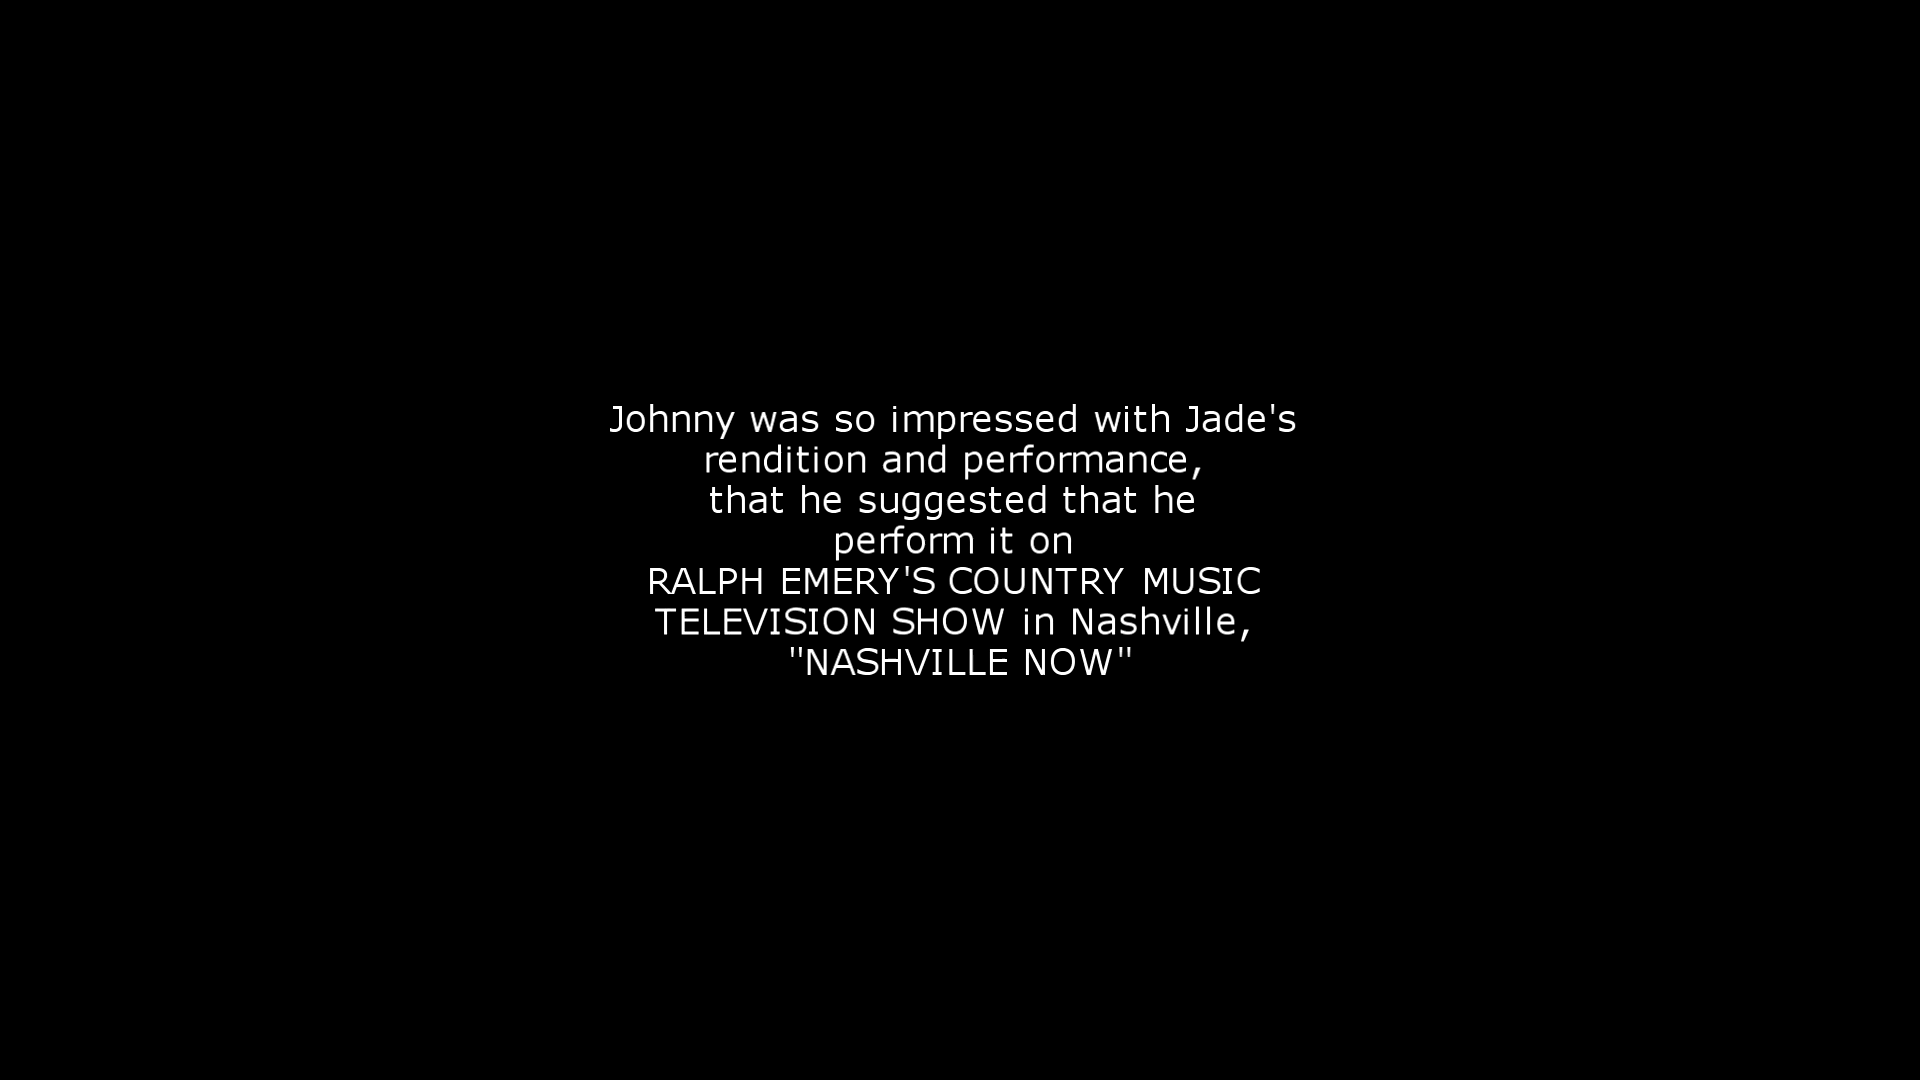 Johnny was so impressed with Jade's
rendition and performance,
that he suggested that he
perform it on
RALPH EMERY'S COUNTRY MUSIC
TELEVISION SHOW in Nashville,
"NASHVILLE NOW"